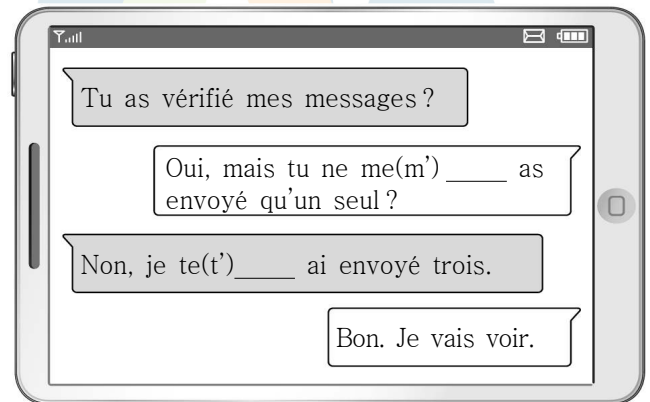 Tu as vérifié mes messages ?
Oui, mais tu ne me(m’) _____ as
envoyé qu’un seul ?
Non, je te(t’)_____ ai envoyé trois.
Bon. Je vais voir.